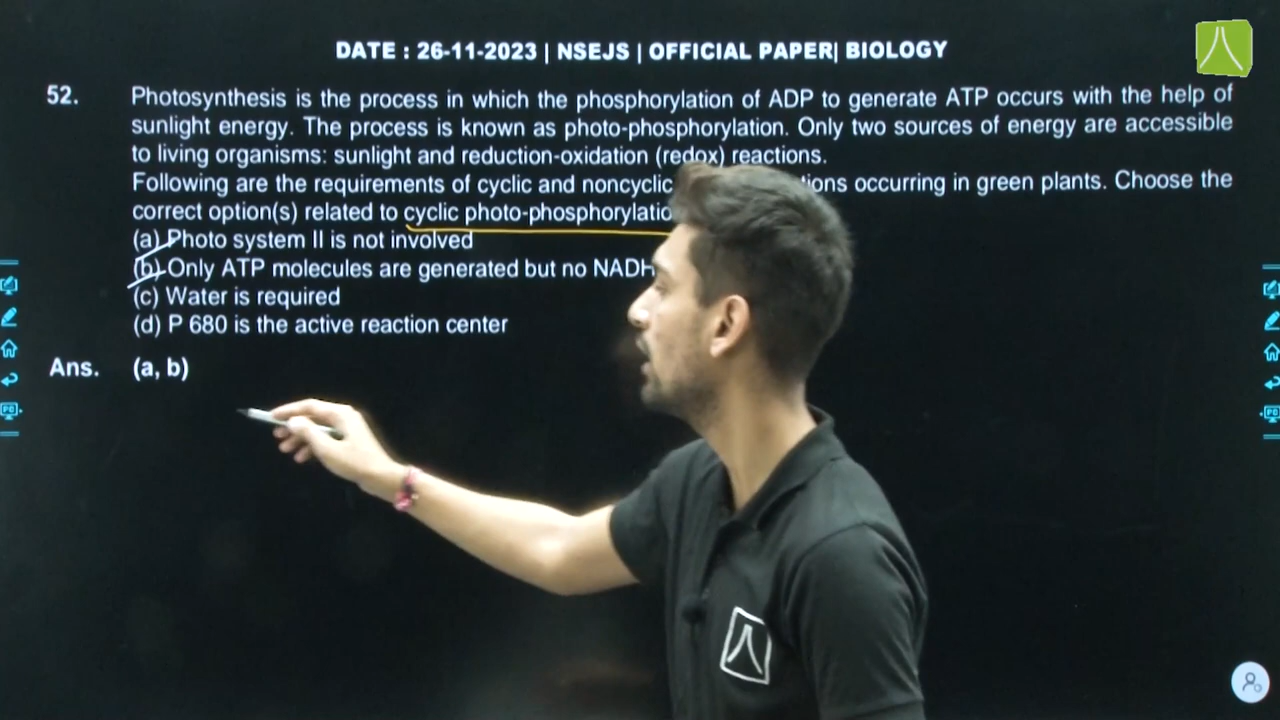 DATE : 26-11-2023 | NSEJS | OFFICIAL PAPER| BIOLOGY
52. Photosynthesis is the process in which the phosphorylation of ADP to generate ATP occurs with the help of
sunlight energy. The process is known as photo-phosphorylation. Only two sources of energy are accessible
to living organisms: sunlight and reduction-oxidation (redox) reactions.
Following are the requirements of cyclic and noncyclic occurring in green plants. Choose the
correct option(s) related to cyclic
(a) Photo system II is not involved
(b) Only ATP molecules are generated but no
(c) Water is required
(d) P 680 is the active reaction center
Ans. (a, b)